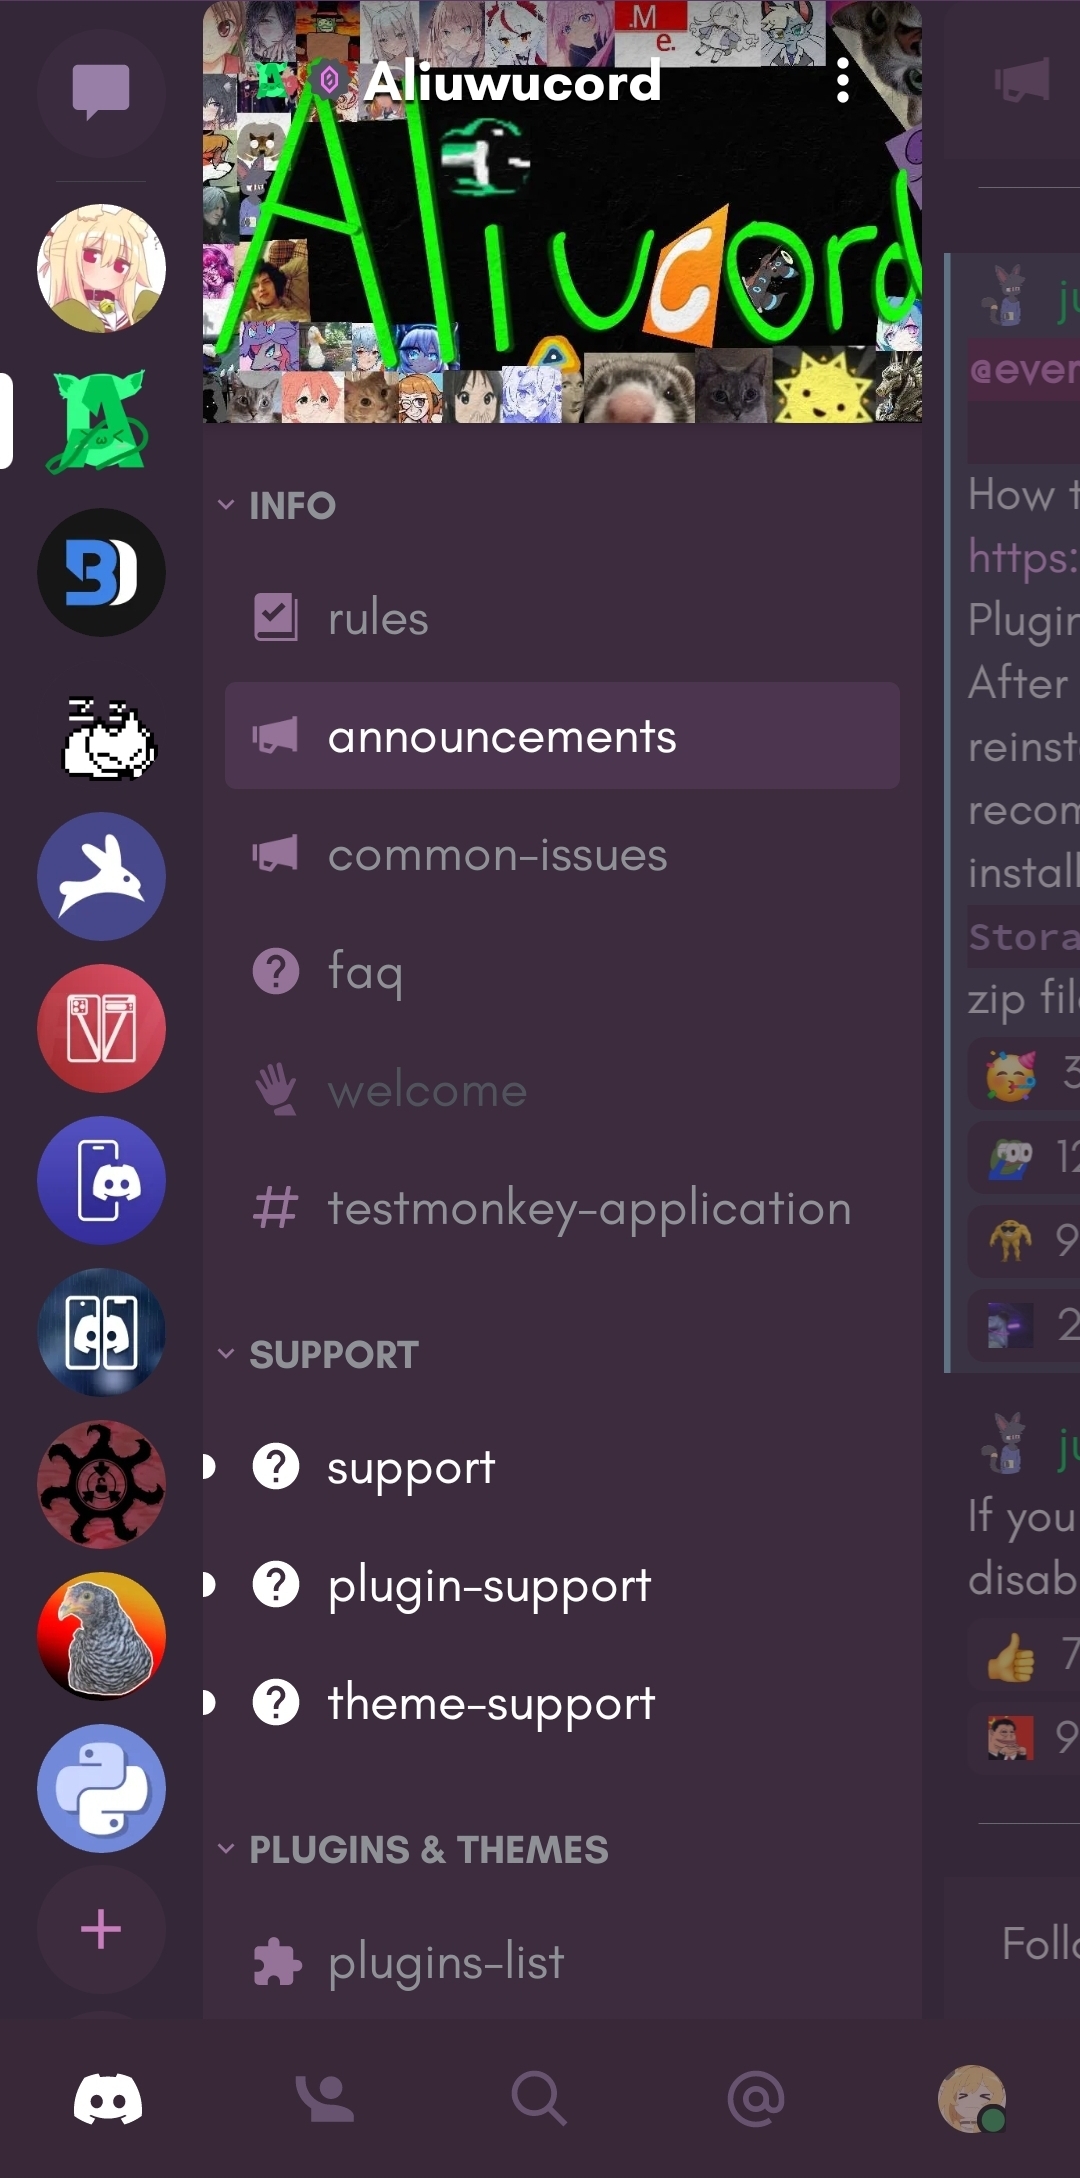 .M
e.
Aliuwucord
Aliucord
INFO
rules
announcements
common-issues
faq
welcome
testmonkey-application
SUPPORT
support
plugin-support
theme-support
PLUGINS & THEMES
plugins-list
ju
@ever
How t
https:
Plugin
After
reinst
recom
install
Stora
zip file
3
12
9
2
ju
If you
disab
7
9
Follo